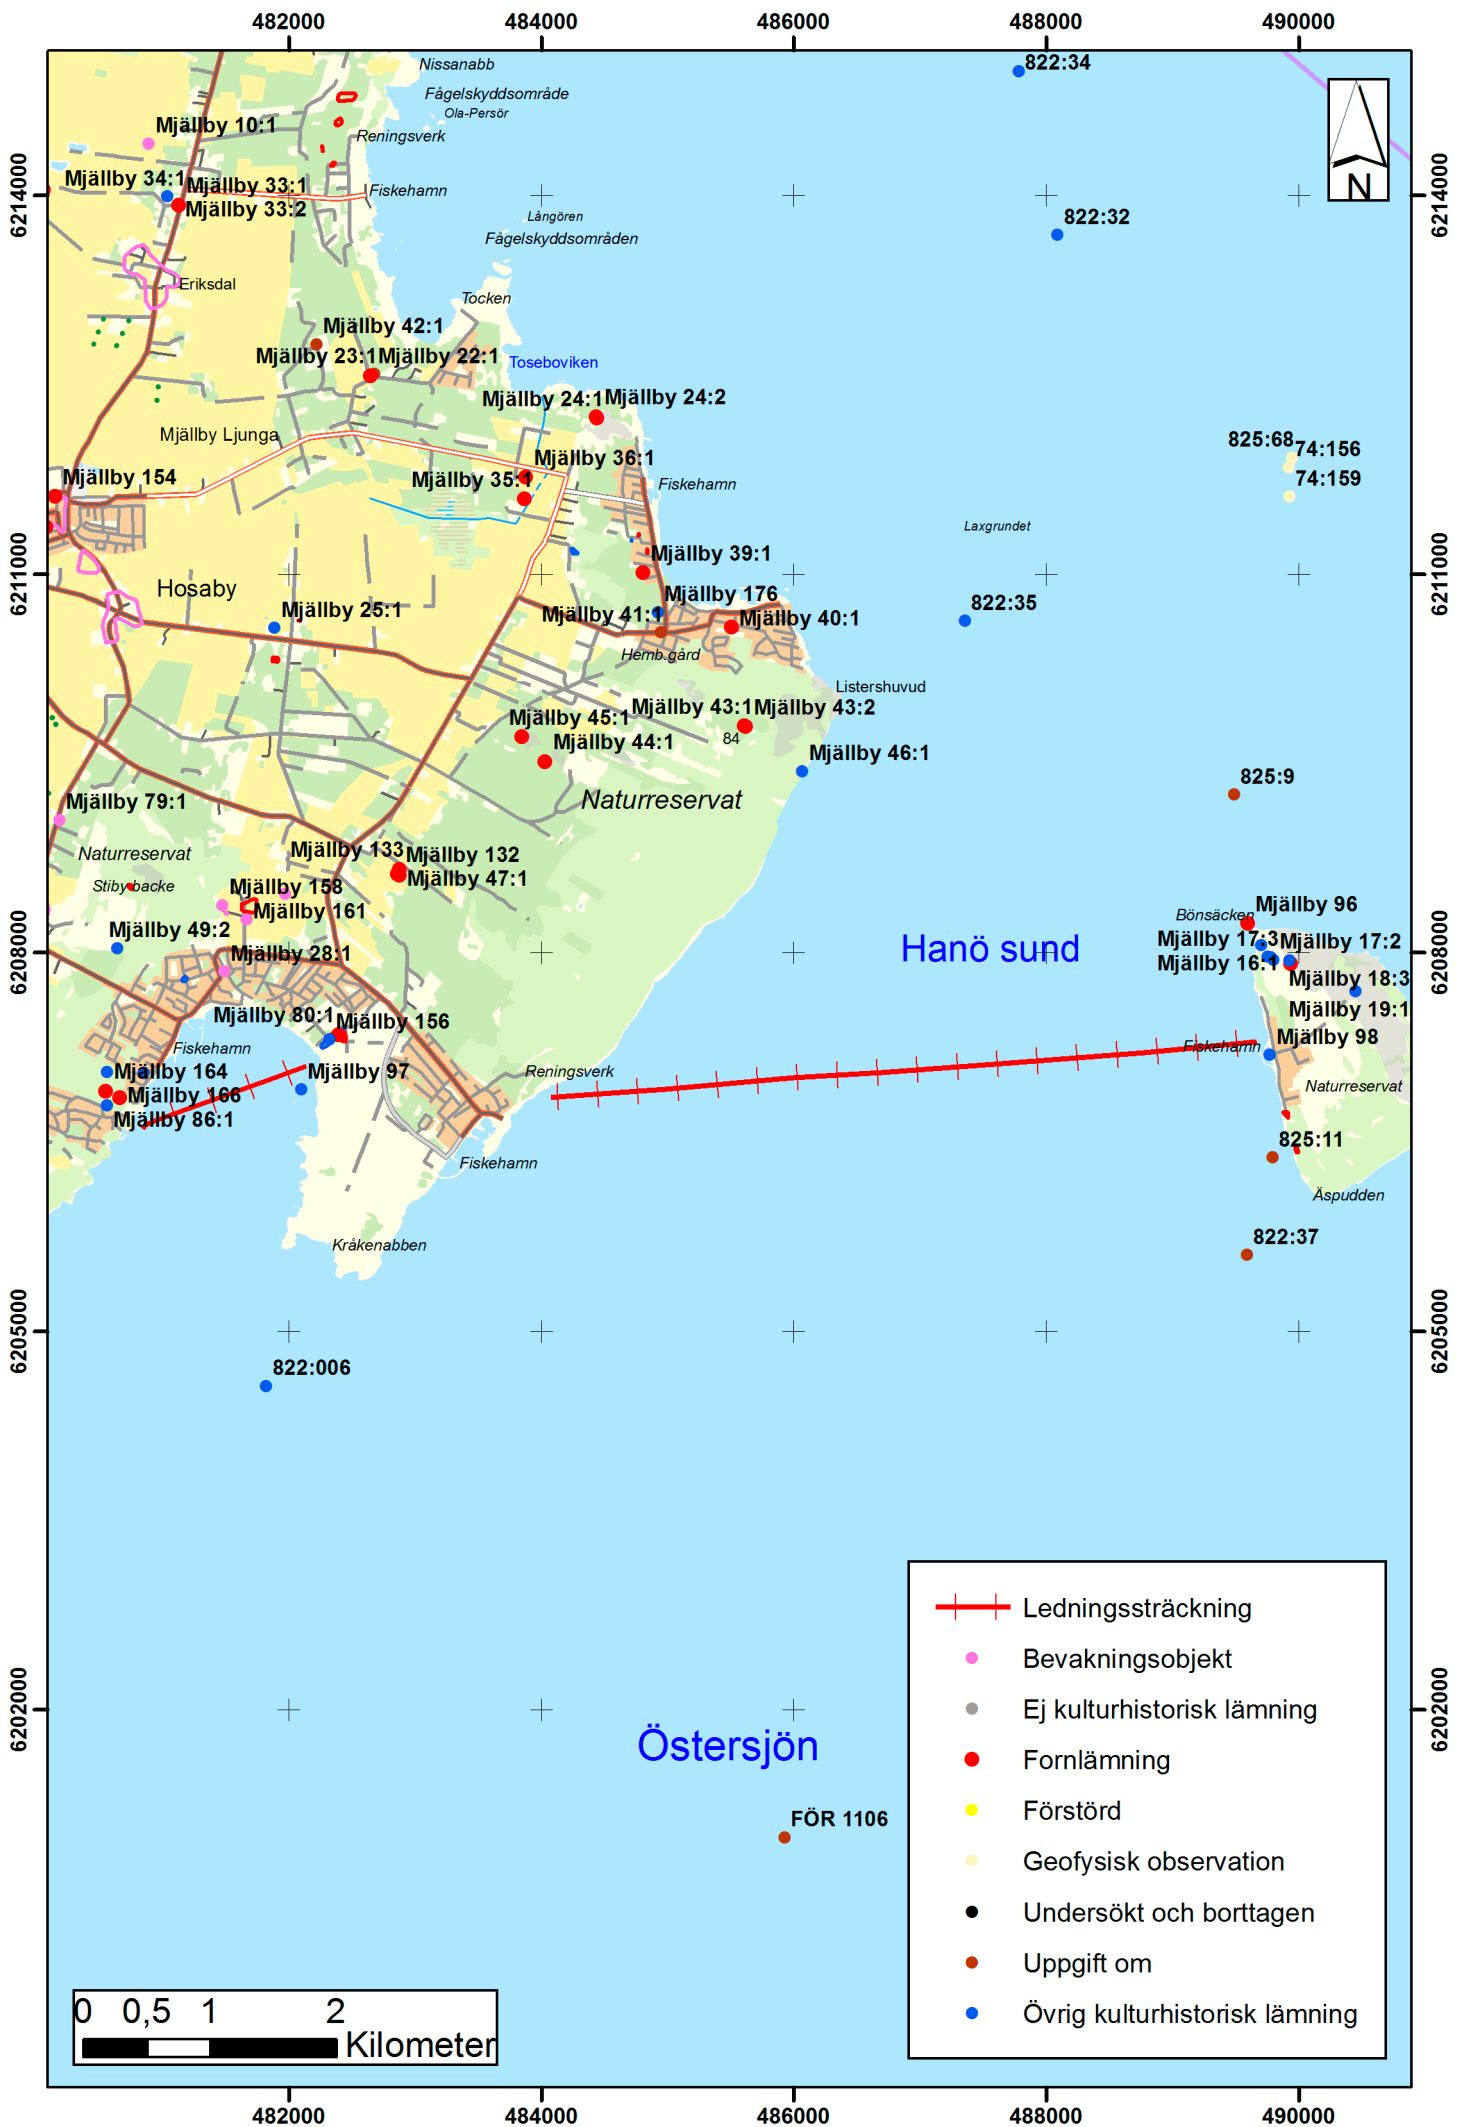 482000 484000 486000 488000 490000
Nissanabb
822:34
Fågelskyddsområde
Ola-Persör
Mjällby 10:1
Reningsverk
N
Mjällby 34:1
Mjällby 33:1
Fiskehamn
6214000
6214000
Mjällby 33:2
Långören
822:32
Fågelskyddsområden
Eriksdal
Tocken
Mjällby 42:1
Mjällby 23:1
Mjällby 22:1
Toseboviken
Mjällby 24:1
Mjällby 24:2
Mjällby Ljunga
825:68
74:156
Mjällby 36:1
Mjällby 154
Mjällby 35:1
Fiskehamn
74:159
Laxgrundet
Mjällby 39:1
6211000
6211000
Hosaby
Mjällby 176
Mjällby 25:1
Mjällby 41:1
Mjällby 40:1
822:35
Hemb.gård
Listershuvud
Mjällby 45:1
Mjällby 43:1
Mjällby 43:2
84
Mjällby 44:1
Mjällby 46:1
825:9
Mjällby 79:1
Naturreservat
Naturreservat
Mjällby 133
Mjällby 132
Stiby backe
Mjällby 158
Mjällby 47:1
Mjällby 161
Bönsäcken
Mjällby 96
Mjällby 49:2
Hanö sund
Mjällby 17:3
Mjällby 17:2
6208000
6208000
Mjällby 28:1
Mjällby 16:1
Mjällby 18:3
Mjällby 19:1
Mjällby 80:1
Mjällby 156
Fiskehamn
Fiskehamn
Mjällby 98
Mjällby 164
Mjällby 97
Reningsverk
Naturreservat
Mjällby 166
Mjällby 86:1
825:11
Fiskehamn
Äspudden
Kråkenabben
822:37
6205000
6205000
822:006
Ledningssträckning
Bevakningsobjekt
6202000
6202000
Ej kulturhistorisk lämning
Östersjön
Fornlämning
Förstörd
FÖR 1106
Geofysisk observation
Undersökt och borttagen
Uppgift om
Övrig kulturhistorisk lämning
0 0,5 1 2
Kilometer
482000 484000 486000 488000 490000